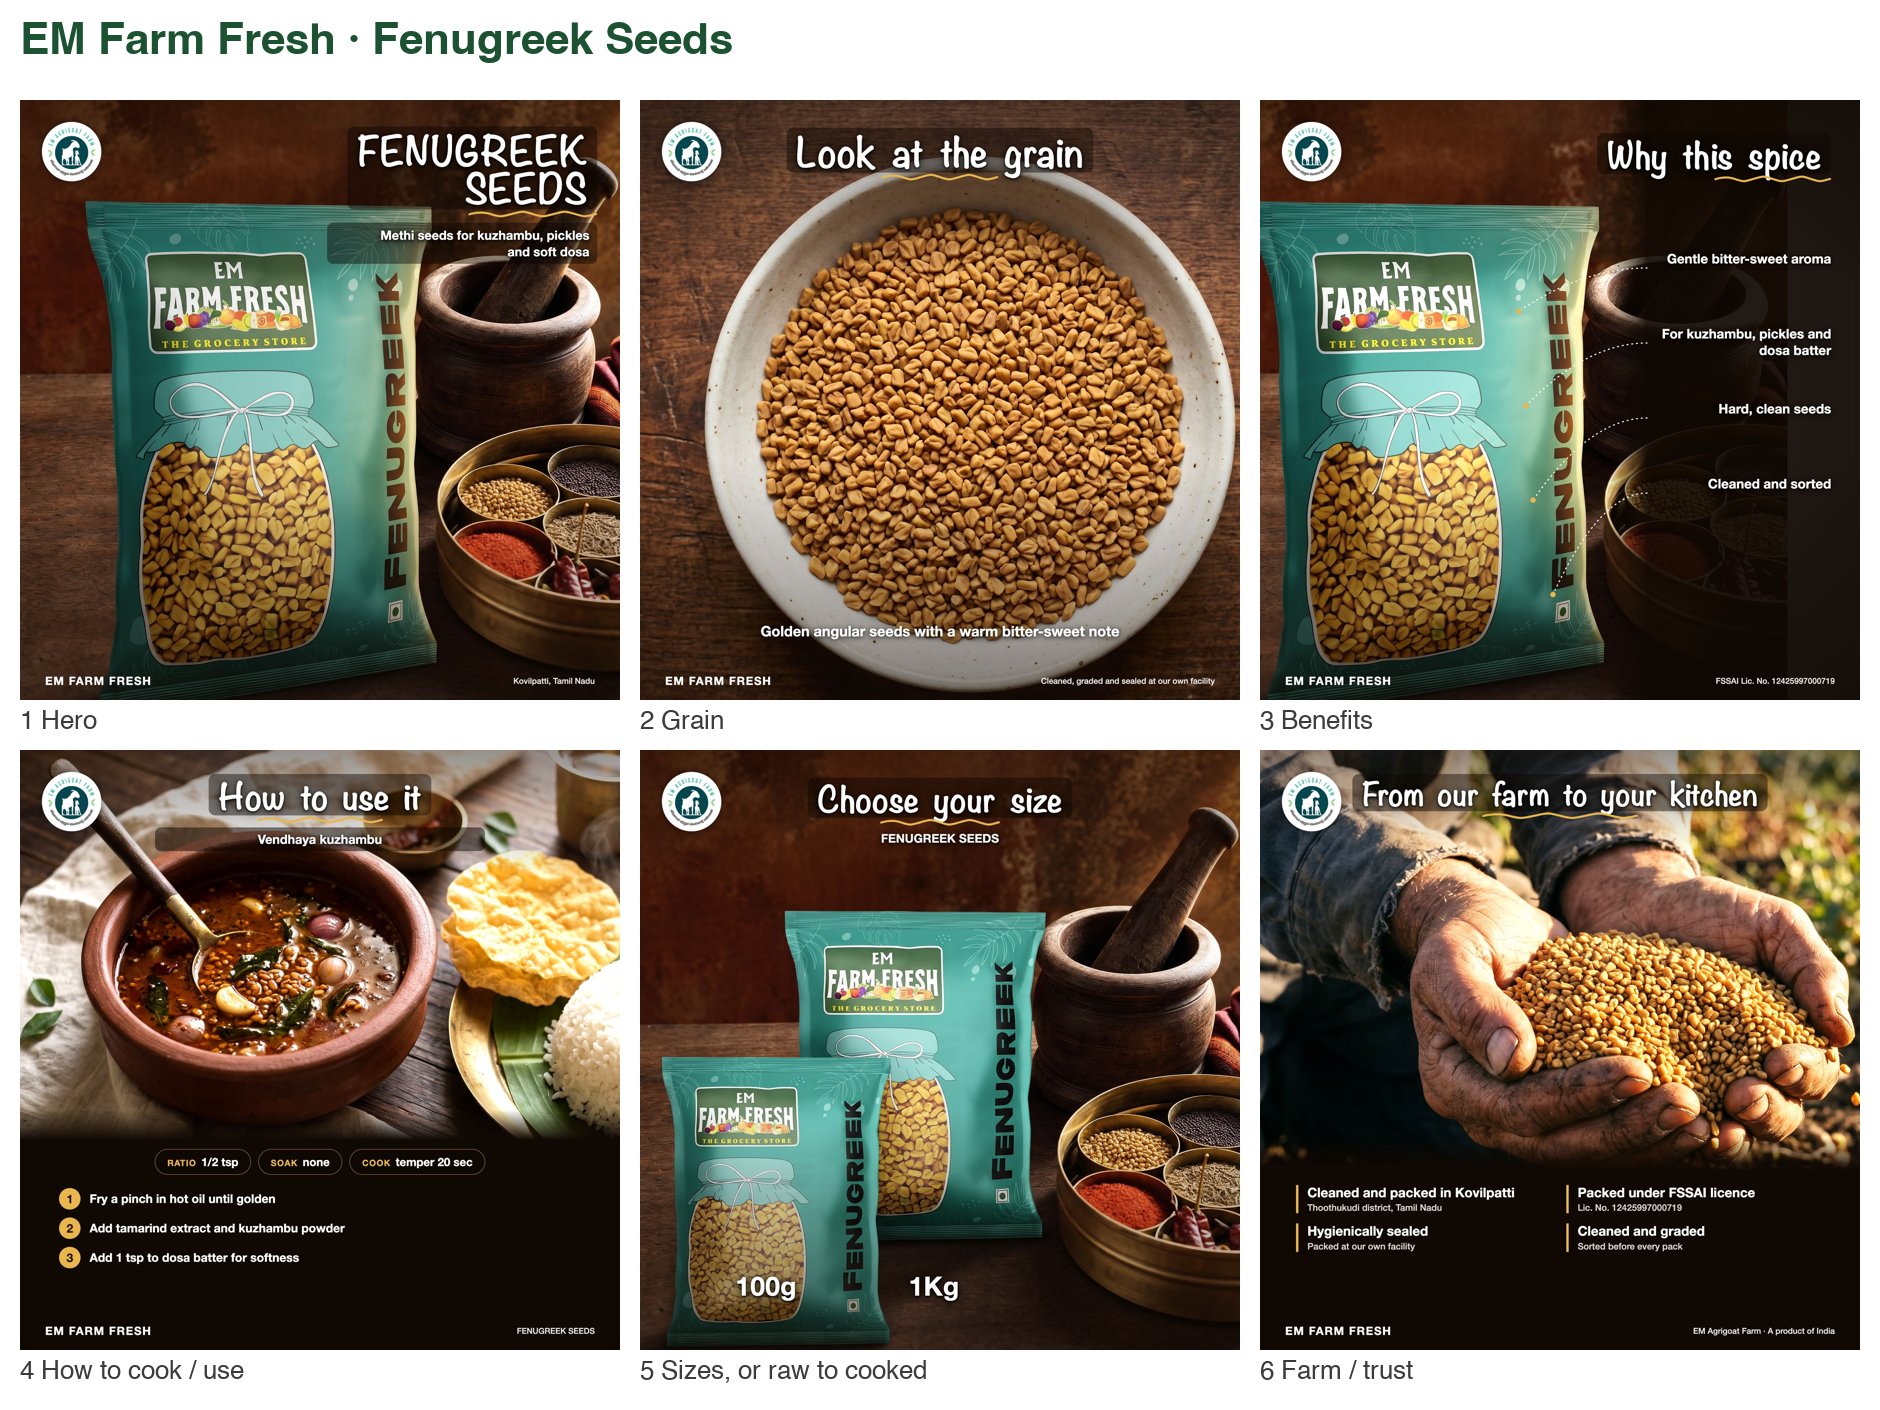 EM Farm Fresh · Fenugreek Seeds
FENUGREEK
SEEDS
Methi seeds for kuzhambu, pickles
and soft dosa
EM
FARM FRESH
THE GROCERY STORE
FENUGREEK
EM FARM FRESH
Kovilpatti, Tamil Nadu
1 Hero
Look at the grain
Golden angular seeds with a warm bitter-sweet note
EM FARM FRESH
Cleaned, graded and sealed at our own facility
2 Grain
Why this spice
EM
FARM FRESH
THE GROCERY STORE
FENUGREEK
Gentle bitter-sweet aroma
For kuzhambu, pickles and
dosa batter
Hard, clean seeds
Cleaned and sorted
EM FARM FRESH
FSSAI Lic. No. 12425997000719
3 Benefits
How to use it
Vendhaya kuzhambu
RATIO 1/2 tsp
SOAK none
COOK temper 20 sec
1 Fry a pinch in hot oil until golden
2 Add tamarind extract and kuzhambu powder
3 Add 1 tsp to dosa batter for softness
EM FARM FRESH
FENUGREEK SEEDS
4 How to cook / use
Choose your size
FENUGREEK SEEDS
EM
FARM FRESH
THE GROCERY STORE
FENUGREEK
EM
FARM FRESH
THE GROCERY STORE
FENUGREEK
100g
1Kg
5 Sizes, or raw to cooked
From our farm to your kitchen
Cleaned and packed in Kovilpatti
Thoothukudi district, Tamil Nadu
Packed under FSSAI licence
Lic. No. 12425997000719
Hygienically sealed
Packed at our own facility
Cleaned and graded
Sorted before every pack
EM FARM FRESH
EM Agrigoat Farm · A product of India
6 Farm / trust